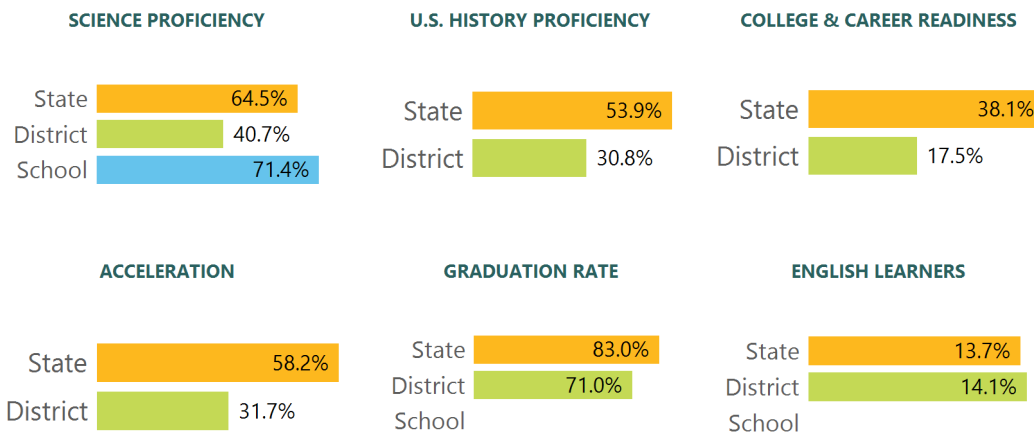 SCIENCE PROFICIENCY
State 64.5%
District 40.7%
School 71.4%
U.S. HISTORY PROFICIENCY
State 53.9%
District 30.8%
COLLEGE & CAREER READINESS
State 38.1%
District 17.5%
ACCELERATION
State 58.2%
District 31.7%
GRADUATION RATE
State 83.0%
District 71.0%
School
ENGLISH LEARNERS
State 13.7%
District 14.1%
School